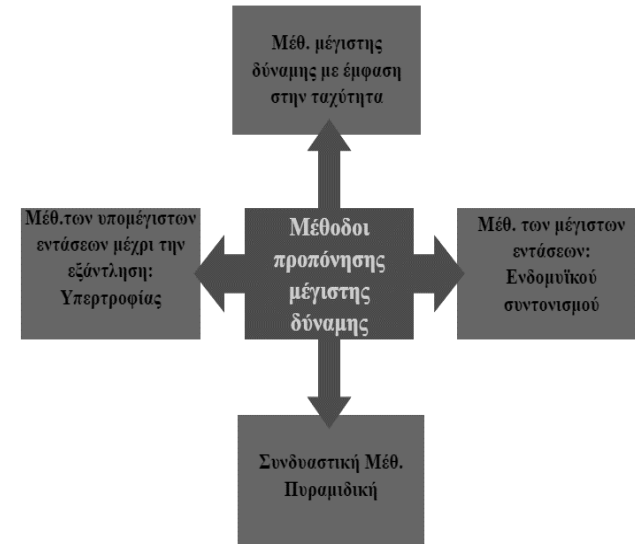 Μέθ. μέγιστης
δύναμης με έμφαση
στην ταχύτητα
Μέθ.των υπομέγιστων
εντάσεων μέχρι την
εξάντληση:
Υπερτροφίας
Μέθοδοι
προπόνησης
μέγιστης
δύναμης
Μέθ. των μέγιστων
εντάσεων:
Ενδομϋικού
συντονισμού
Συνδυαστική Μέθ.
Πυραμιδική